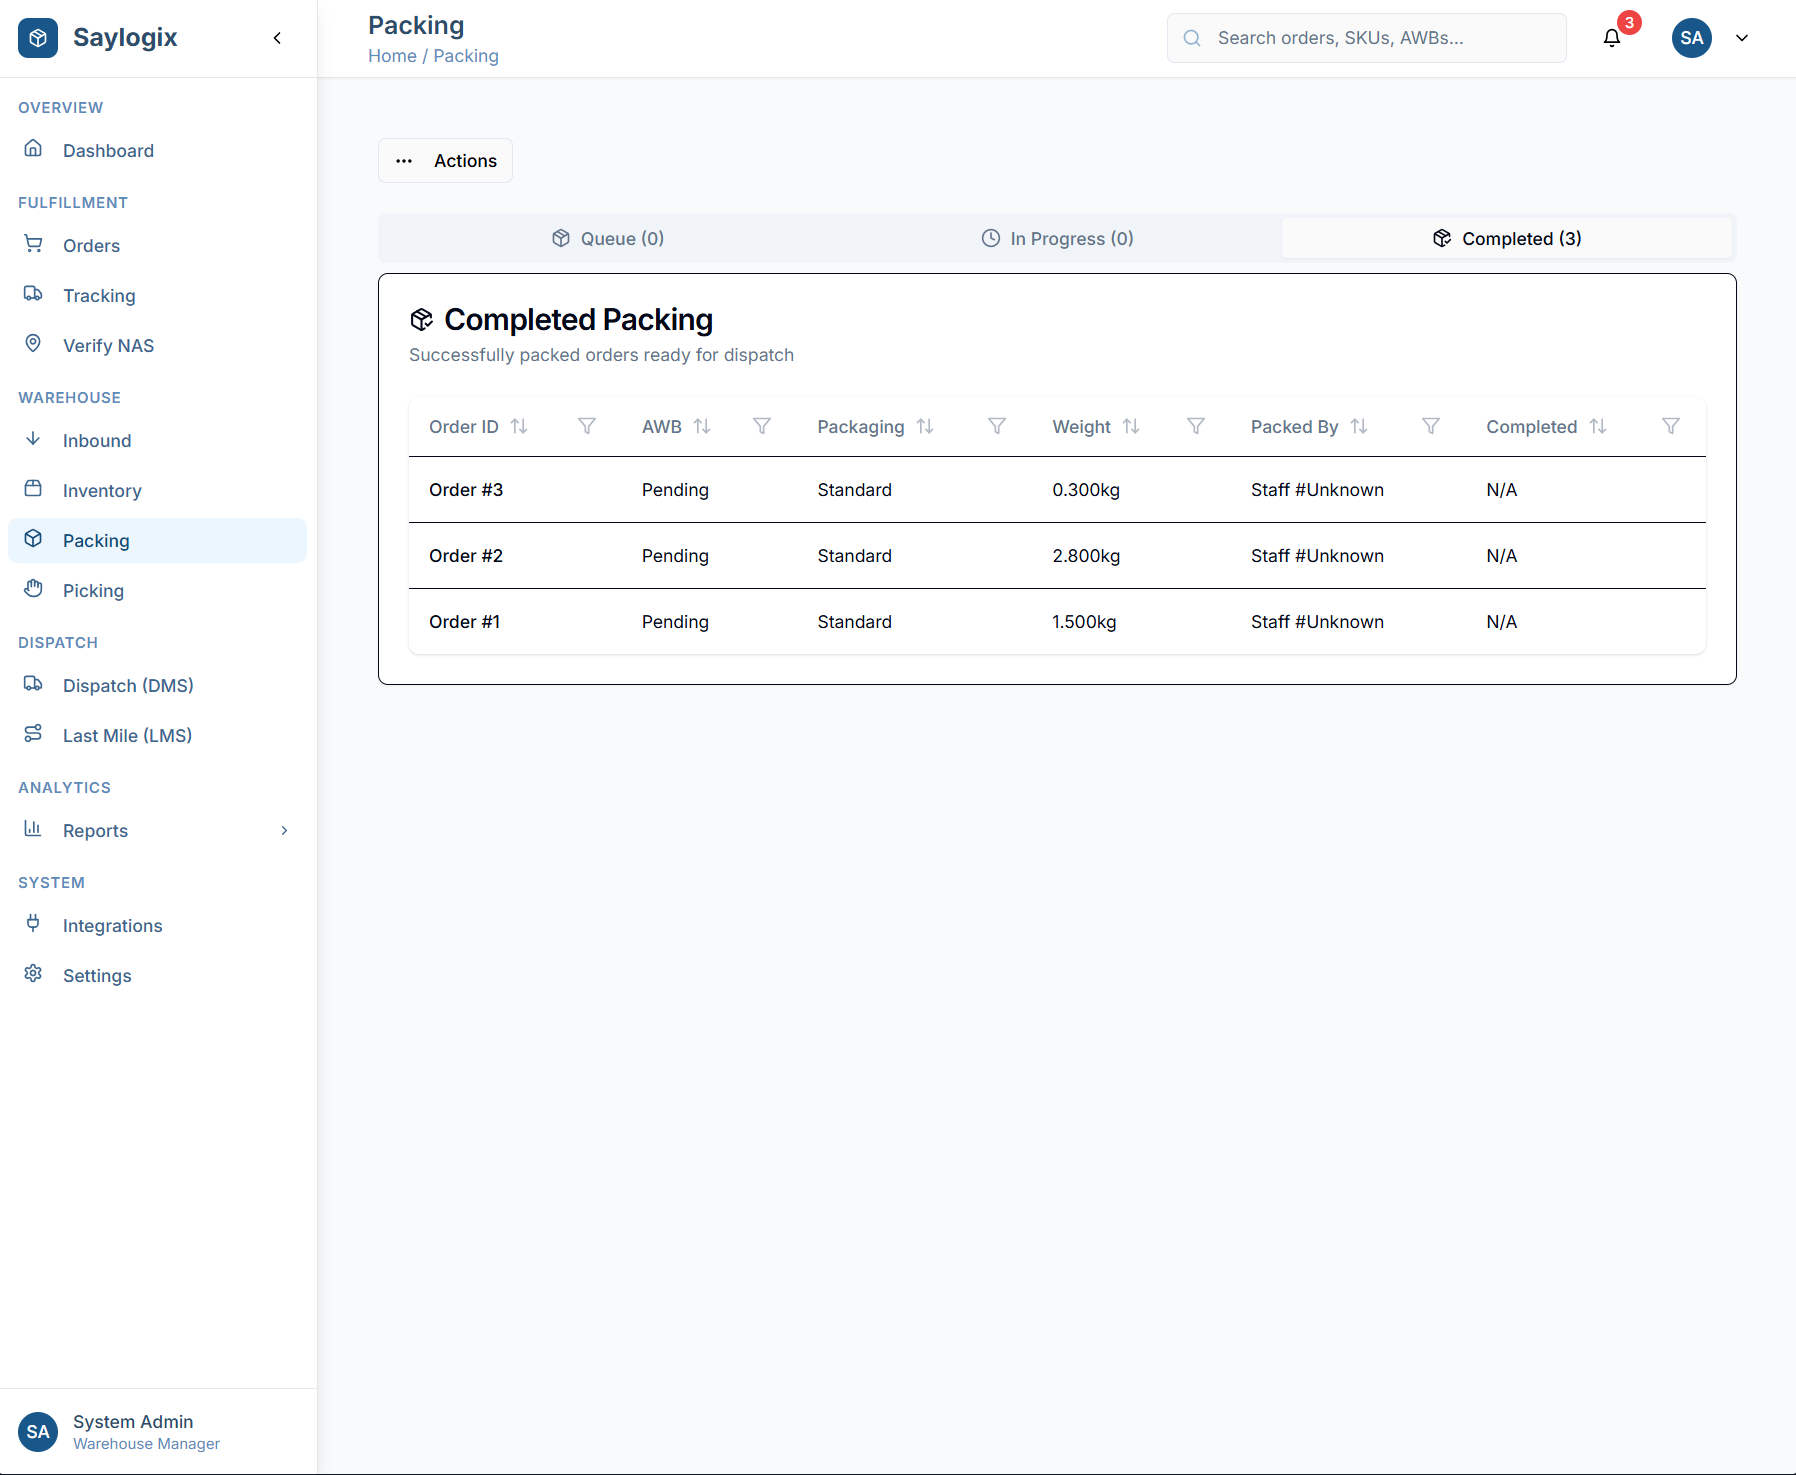 Saylogix
OVERVIEW
Dashboard
FULFILLMENT
Orders
Tracking
Verify NAS
WAREHOUSE
Inbound
Inventory
Packing
Picking
DISPATCH
Dispatch (DMS)
Last Mile (LMS)
ANALYTICS
Reports
SYSTEM
Integrations
Settings
SA
System Admin
Warehouse Manager
Packing
Home / Packing
Search orders, SKUs, AWBs...
3
SA
Actions
Queue (0)
In Progress (0)
Completed (3)
Completed Packing
Successfully packed orders ready for dispatch
Order ID AWB Packaging Weight Packed By Completed
Order #3 Pending Standard 0.300kg Staff #Unknown N/A
Order #2 Pending Standard 2.800kg Staff #Unknown N/A
Order #1 Pending Standard 1.500kg Staff #Unknown N/A